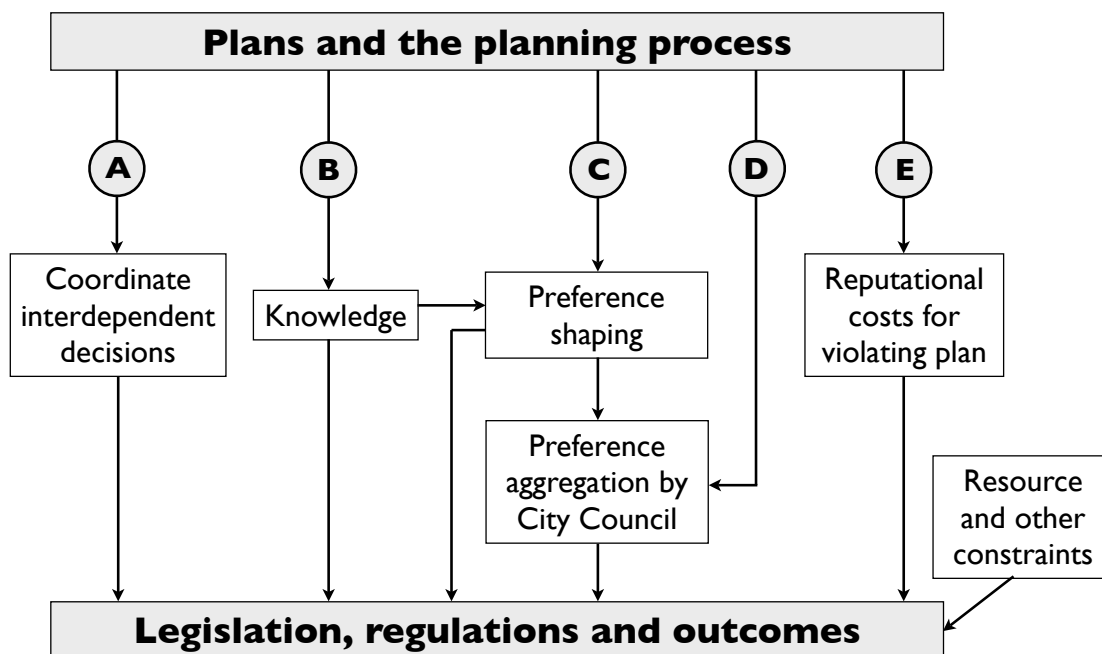 Plans and the planning process
A
B
C
D
E
Coordinate
interdependent
decisions
Knowledge
Preference
shaping
Reputational
costs for
violating plan
Preference
aggregation by
City Council
Resource
and other
constraints
Legislation, regulations and outcomes